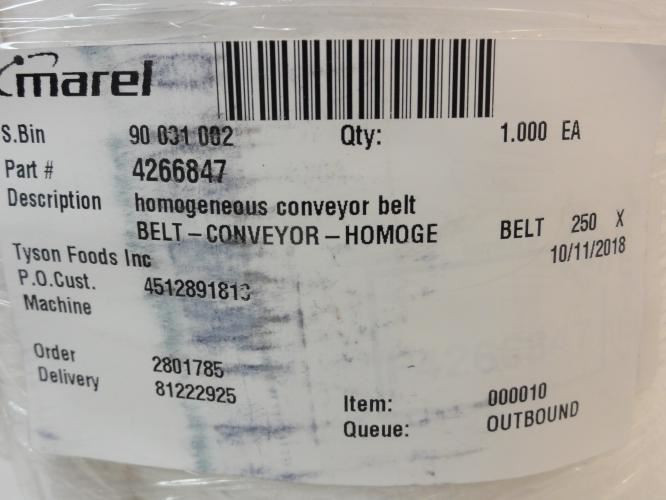 marel
S.Bin 90 031 002 Qty: 1.000 EA
Part # 4266847
Description homogeneous conveyor belt
BELT-CONVEYOR-HOMOGE BELT 250 X
Tyson Foods Inc 10/11/2018
P.O.Cust. 4512891813
Machine
Order 2801785
Delivery 81222925
Item: 000010
Queue: OUTBOUND